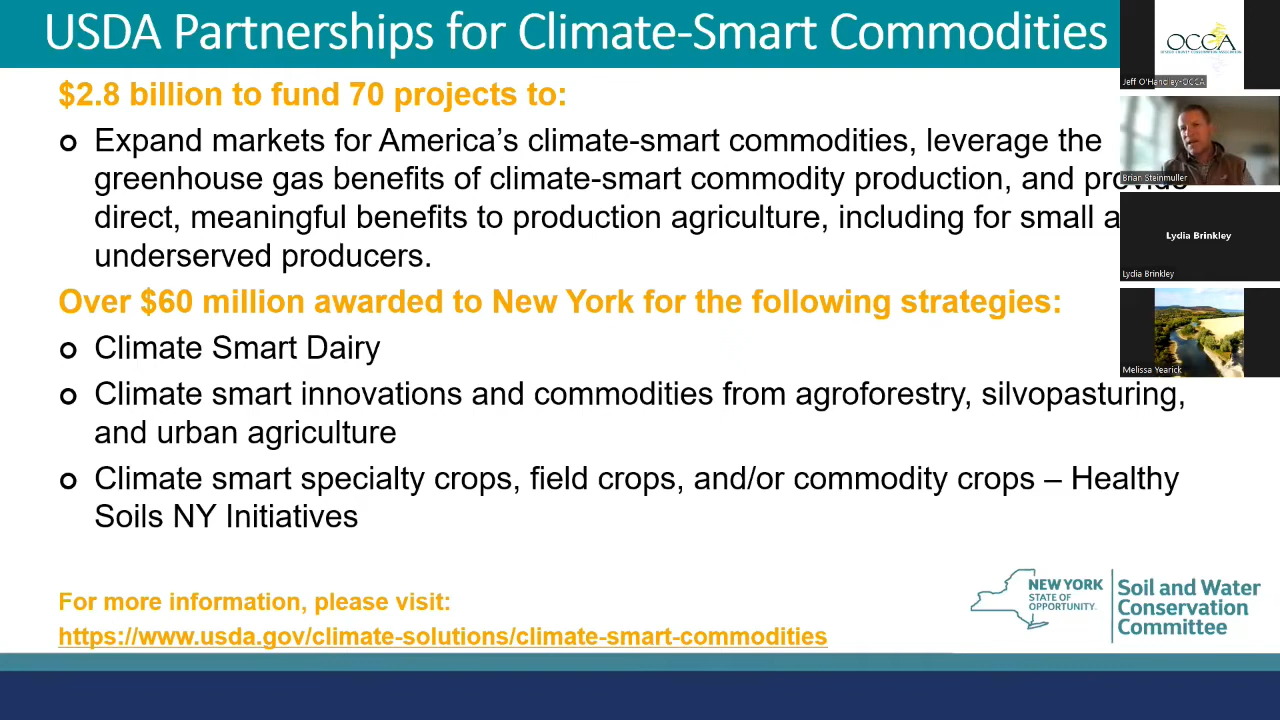 USDA Partnerships for Climate-Smart Commodities
$2.8 billion to fund 70 projects to:
Expand markets for America's climate-smart commodities, leverage the
greenhouse gas benefits of climate-smart commodity production, and provide
direct, meaningful benefits to production agriculture, including for small a
underserved producers.
Over $60 million awarded to New York for the following strategies:
Climate Smart Dairy
Climate smart innovations and commodities from agroforestry, silvopasturing,
and urban agriculture
Climate smart specialty crops, field crops, and/or commodity crops – Healthy
Soils NY Initiatives
For more information, please visit:
https://www.usda.gov/climate-solutions/climate-smart-commodities
NEW YORK
STATE OF
OPPORTUNITY.
Soil and Water
Conservation
Committee
OCCA
Jeff O'Handley-OCCA
Brian Steinmuller
Lydia Brinkley
Lydia Brinkley
Melissa Yearick